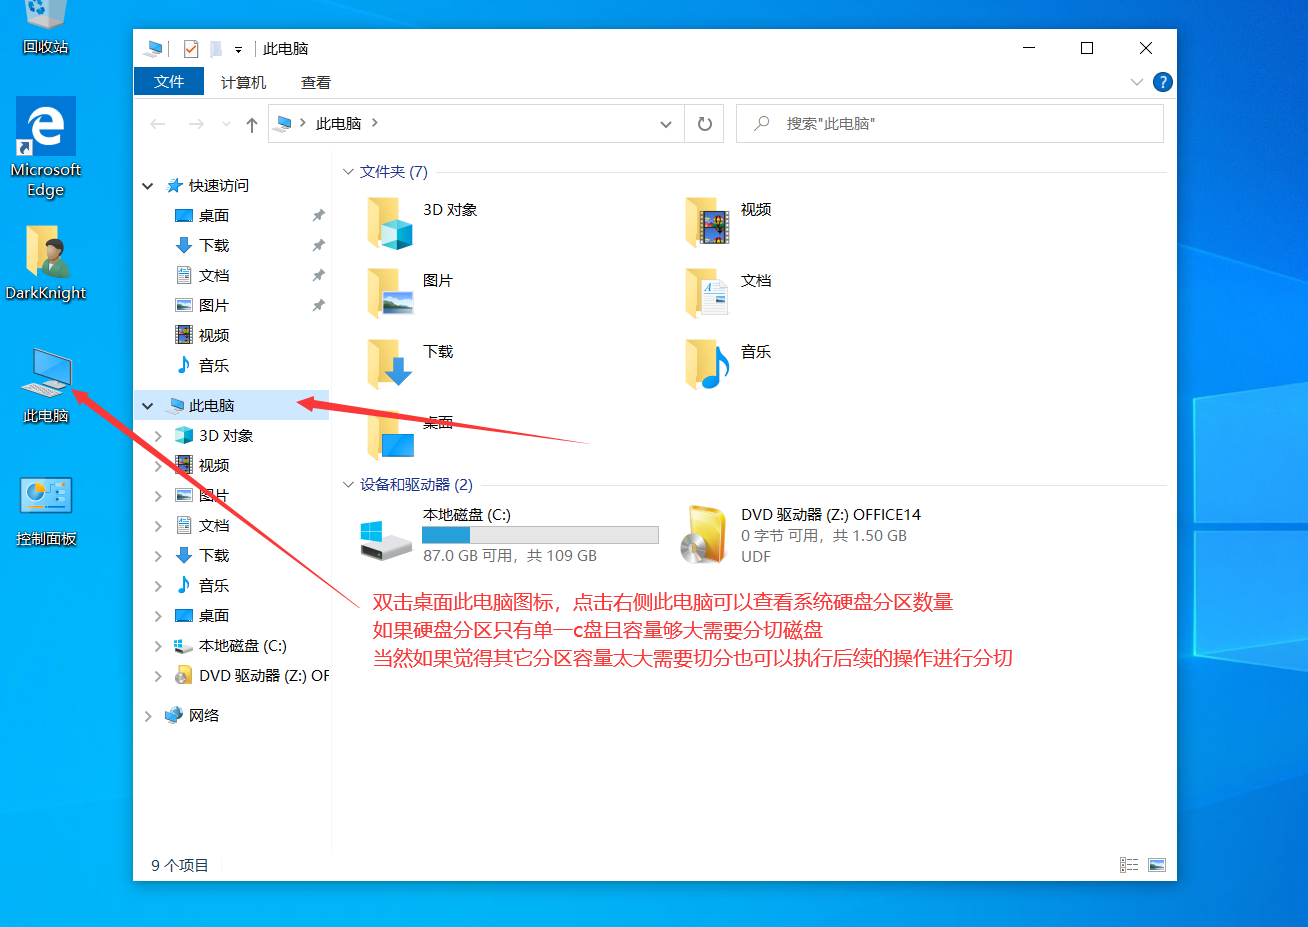 回收站
Microsoft
Edge
DarkKnight
此电脑
控制面板
此电脑
文件 计算机 查看
此电脑
搜索"此电脑"
快速访问
桌面
下载
文档
图片
视频
音乐
此电脑
3D 对象
视频
图片
文档
下载
音乐
桌面
本地磁盘 (C:)
DVD 驱动器 (Z:) OF
网络
文件夹 (7)
3D 对象
视频
图片
文档
下载
音乐
桌面
设备和驱动器 (2)
本地磁盘 (C:)
87.0 GB 可用，共 109 GB
DVD 驱动器 (Z:) OFFICE14
0 字节 可用，共 1.50 GB
UDF
双击桌面此电脑图标，点击右侧此电脑可以查看系统硬盘分区数量
如果硬盘分区只有单一c盘且容量够大需要分切磁盘
当然如果觉得其它分区容量太大需要切分也可以执行后续的操作进行分切
9 个项目